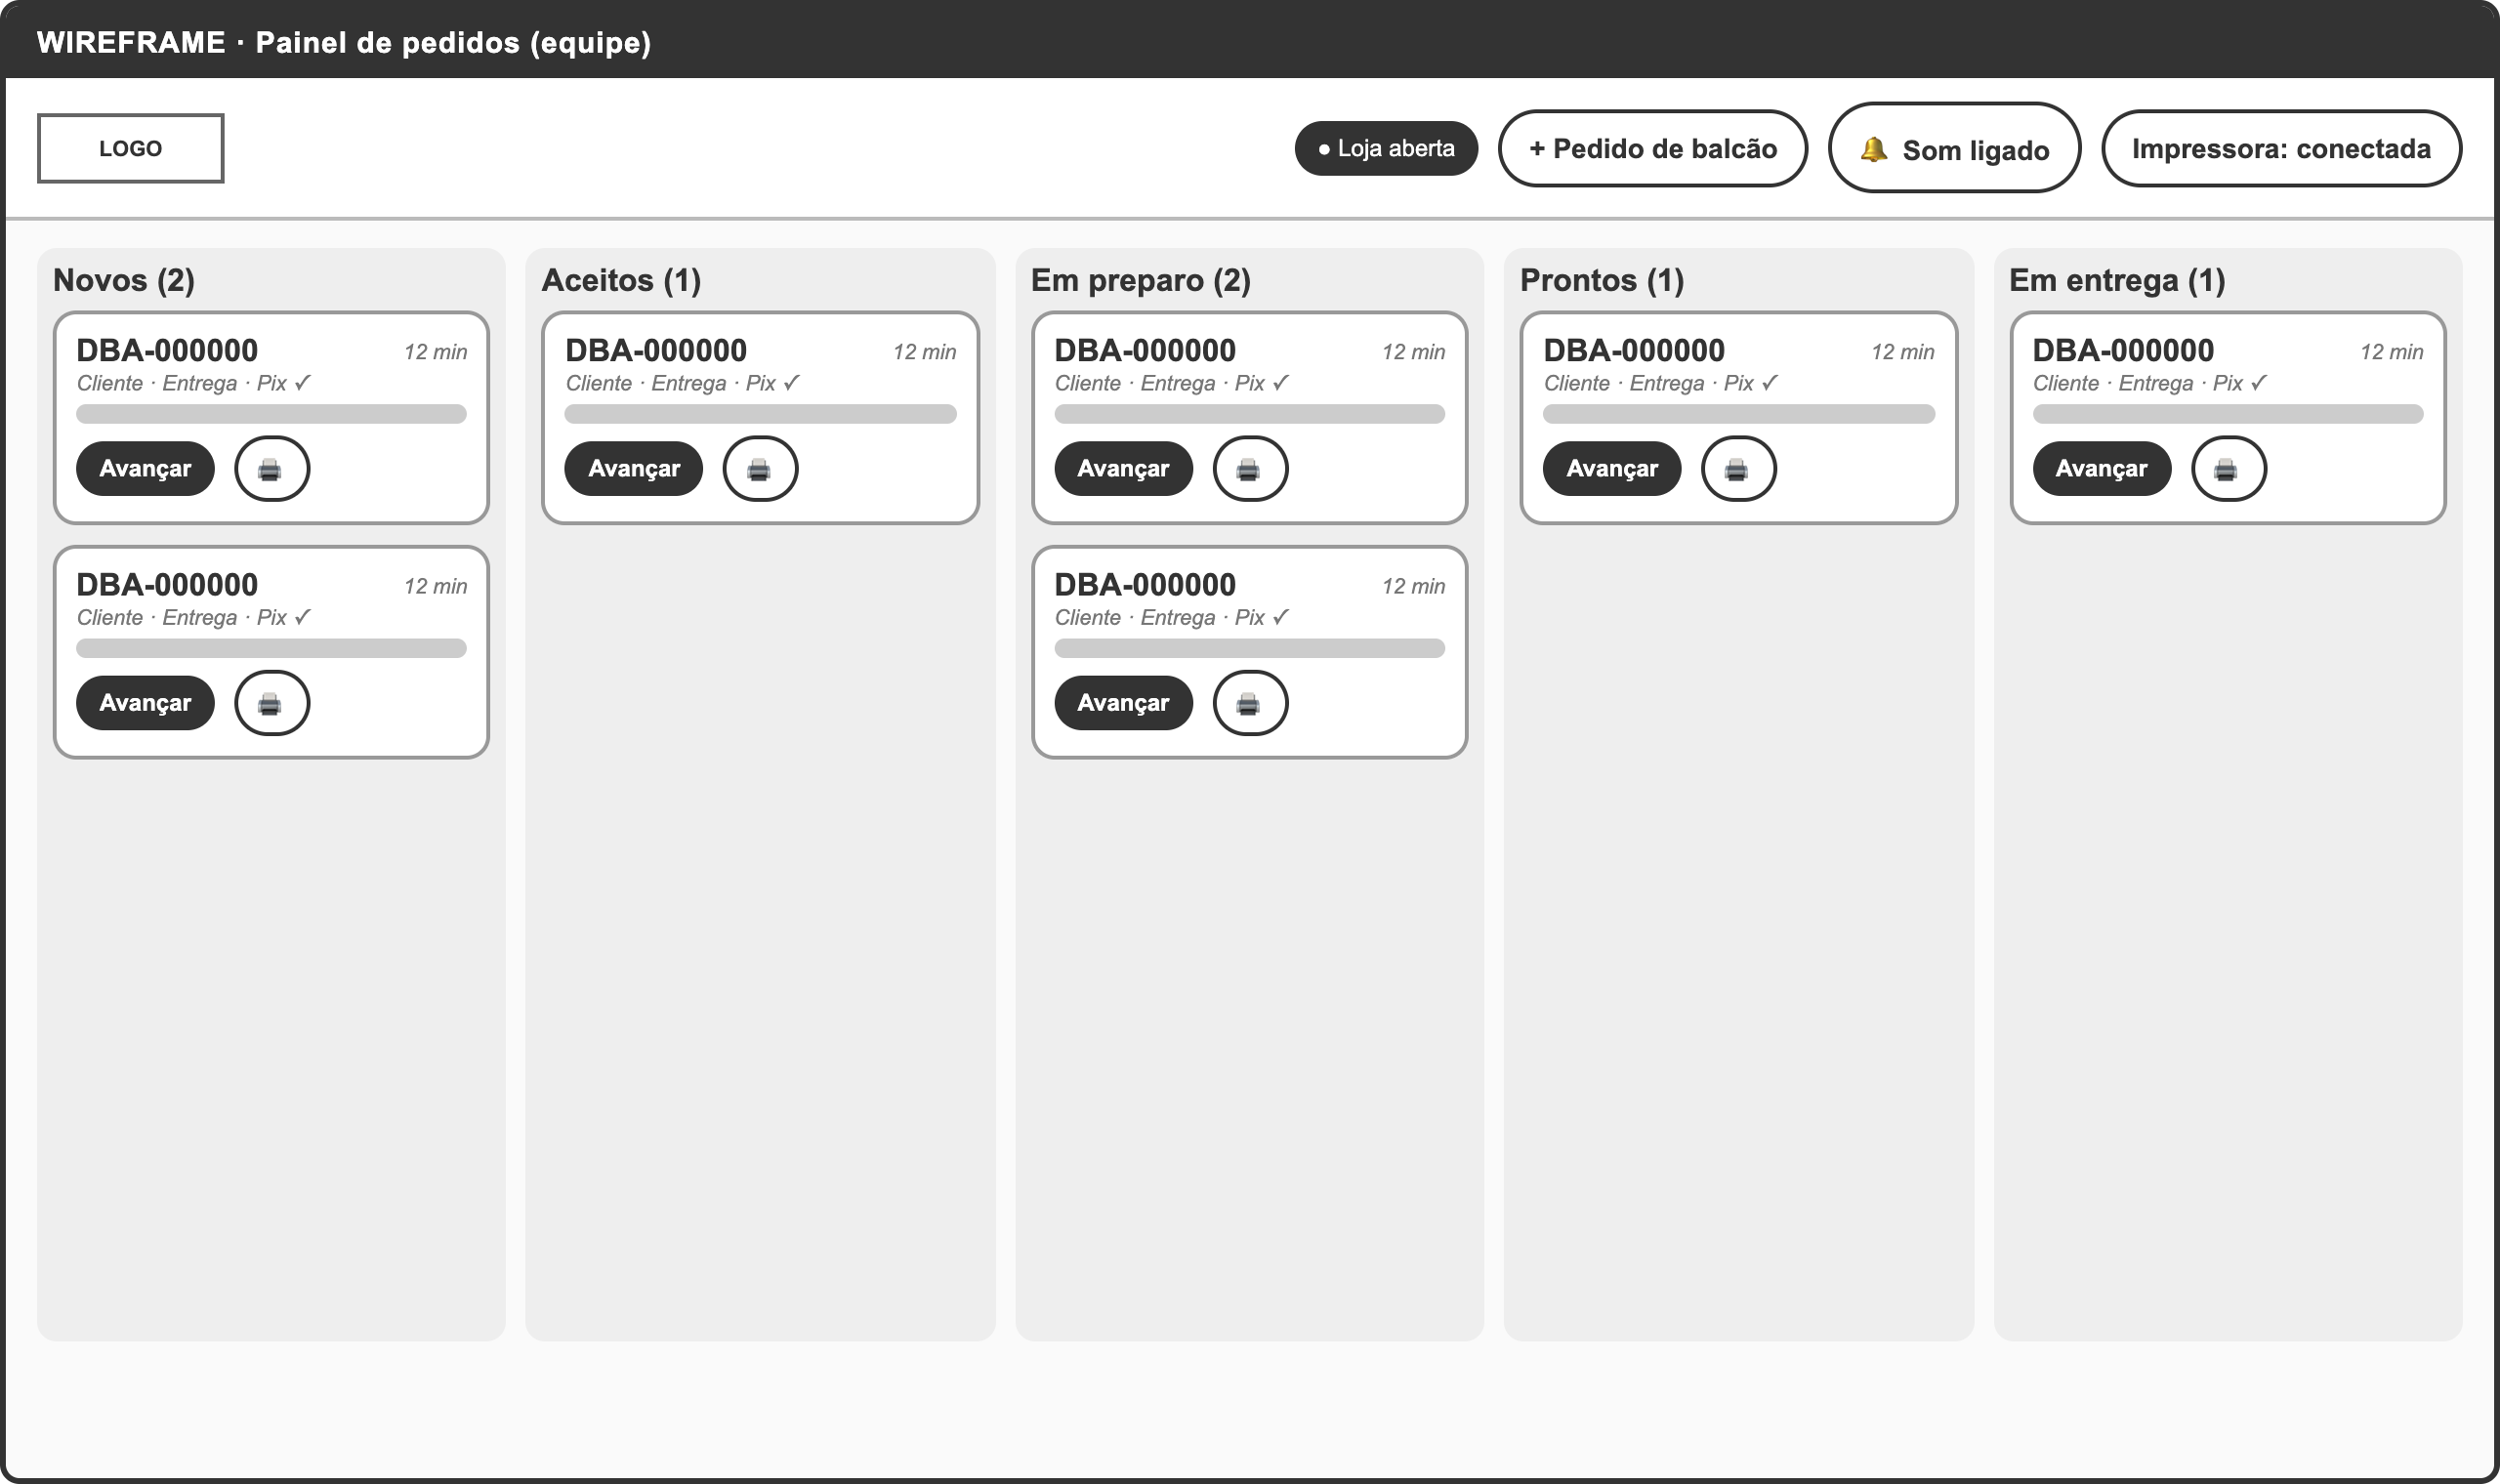 WIREFRAME · Painel de pedidos (equipe)
LOGO
● Loja aberta
+ Pedido de balcão
🔔 Som ligado
Impressora: conectada
Novos (2)
DBA-000000
12 min
Cliente · Entrega · Pix ✓
Avançar
DBA-000000
12 min
Cliente · Entrega · Pix ✓
Avançar
Aceitos (1)
DBA-000000
12 min
Cliente · Entrega · Pix ✓
Avançar
Em preparo (2)
DBA-000000
12 min
Cliente · Entrega · Pix ✓
Avançar
DBA-000000
12 min
Cliente · Entrega · Pix ✓
Avançar
Prontos (1)
DBA-000000
12 min
Cliente · Entrega · Pix ✓
Avançar
Em entrega (1)
DBA-000000
12 min
Cliente · Entrega · Pix ✓
Avançar